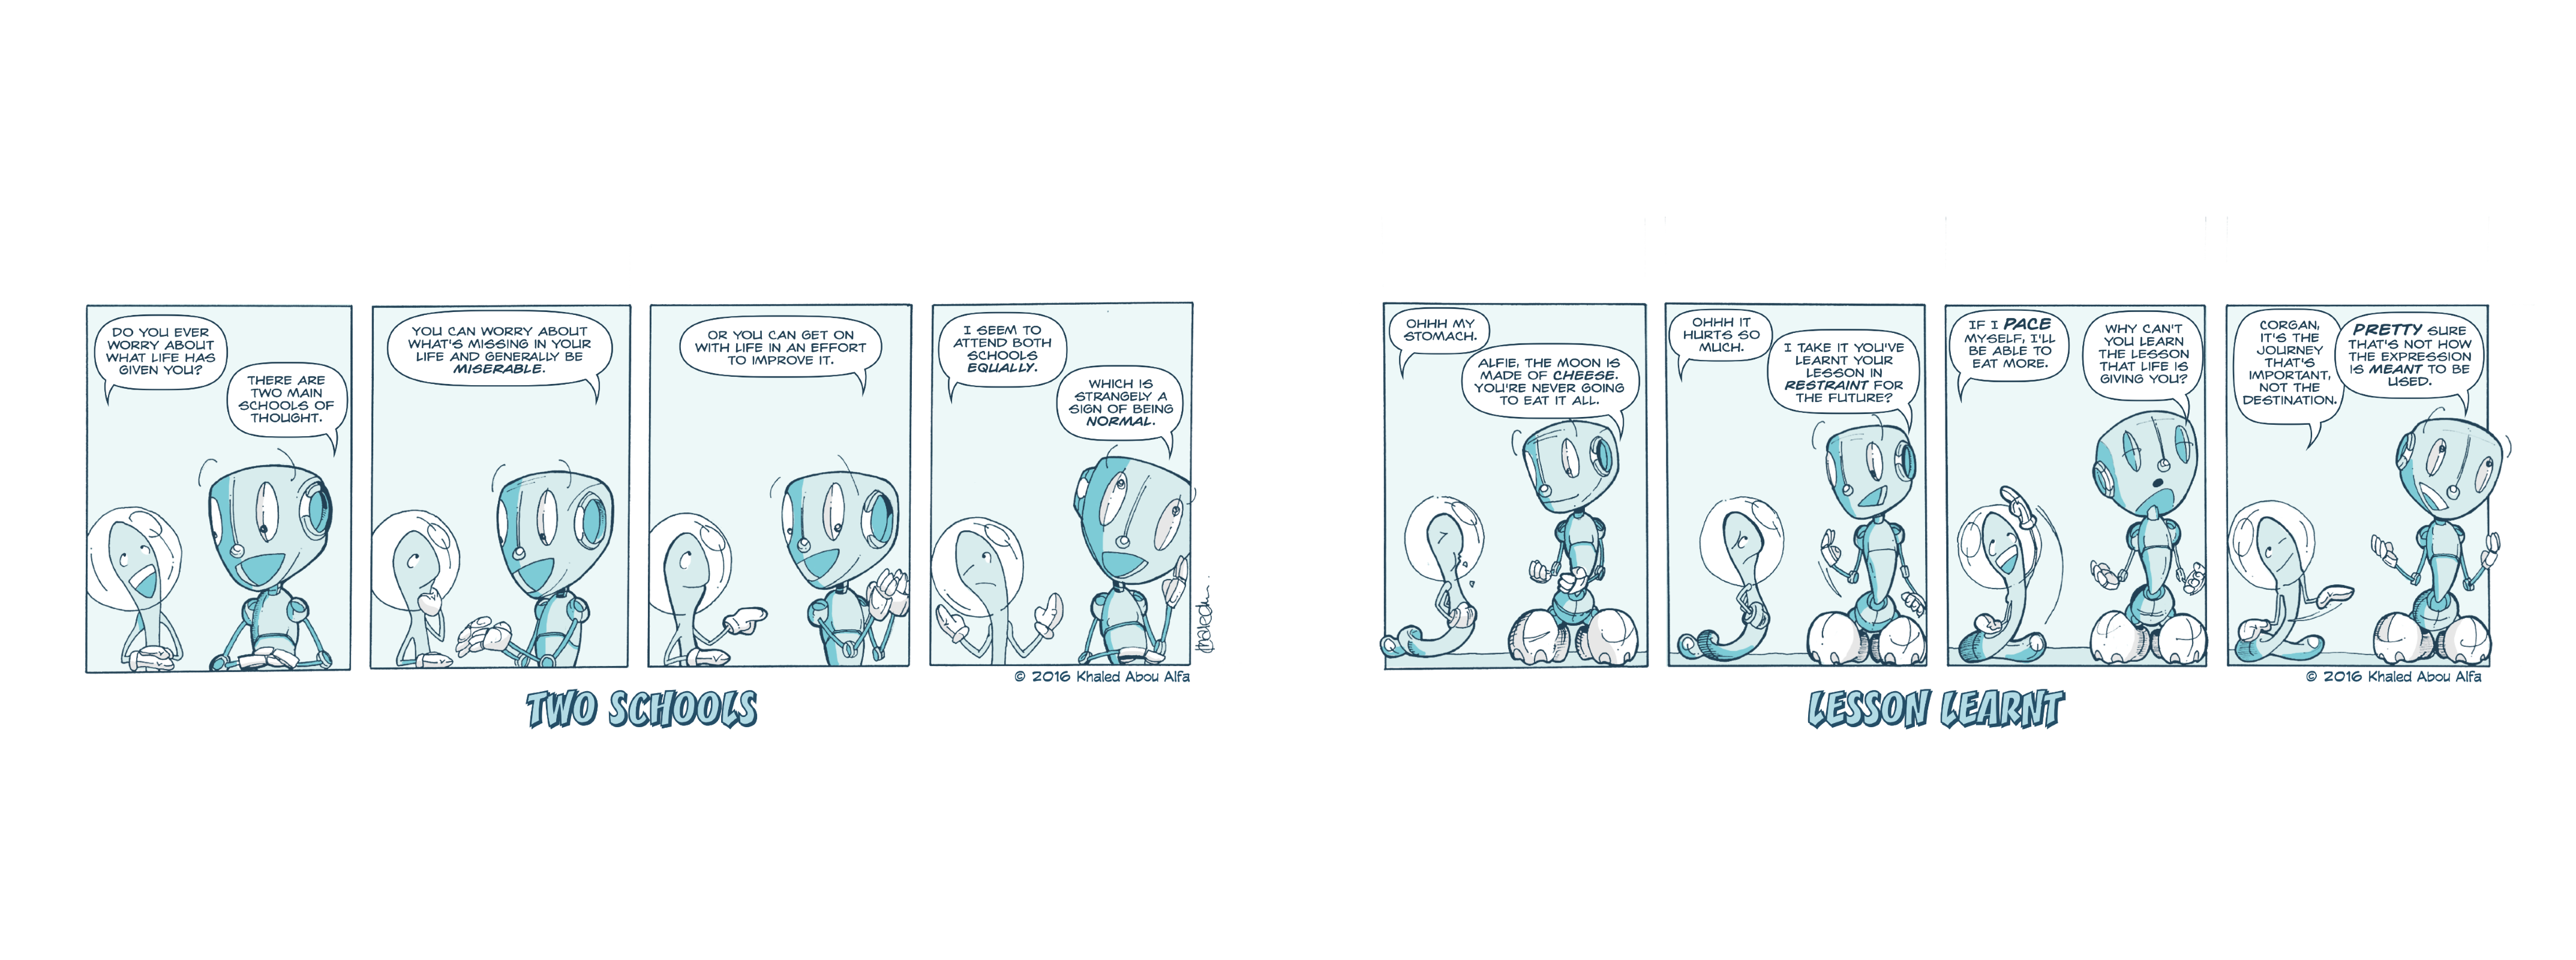 DO YOU EVER
WORRY ABOUT
WHAT LIFE HAS
GIVEN YOU?
THERE ARE
TWO MAIN
SCHOOLS OF
THOUGHT.
YOU CAN WORRY ABOUT
WHAT'S MISSING IN YOUR
LIFE AND GENERALLY BE
MISERABLE.
OR YOU CAN GET ON
WITH LIFE IN AN EFFORT
TO IMPROVE IT.
I SEEM TO
ATTEND BOTH
SCHOOLS
EQUALLY.
WHICH IS
STRANGELY A
SIGN OF BEING
NORMAL.
Khaled
© 2016 Khaled Abou Alfa
TWO SCHOOLS
OHHH MY
STOMACH.
ALFIE, THE MOON IS
MADE OF CHEESE.
YOU'RE NEVER GOING
TO EAT IT ALL.
OHHH IT
HURTS SO
MUCH.
I TAKE IT YOU'VE
LEARNT YOUR
LESSON IN
RESTRAINT FOR
THE FUTURE?
IF I PACE
MYSELF, I'LL
BE ABLE TO
EAT MORE.
WHY CAN'T
YOU LEARN
THE LESSON
THAT LIFE IS
GIVING YOU?
CORGAN,
IT'S THE
JOURNEY
THAT'S
IMPORTANT,
NOT THE
DESTINATION.
PRETTY SURE
THAT'S NOT HOW
THE EXPRESSION
IS MEANT TO BE
USED.
© 2016 Khaled Abou Alfa
LESSON LEARNT